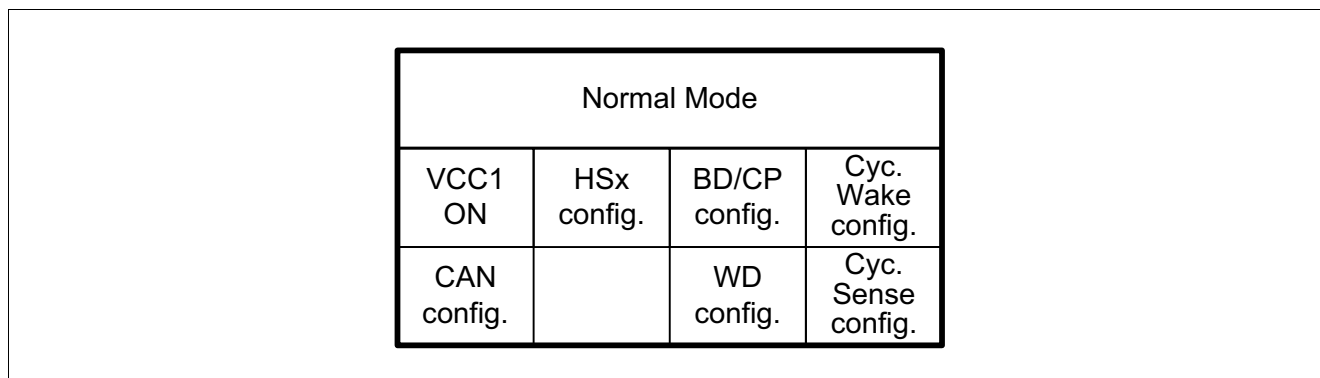 Normal Mode
VCC1
ON
HSx
config.
BD/CP
config.
Cyc.
Wake
config.
CAN
config.
WD
config.
Cyc.
Sense
config.